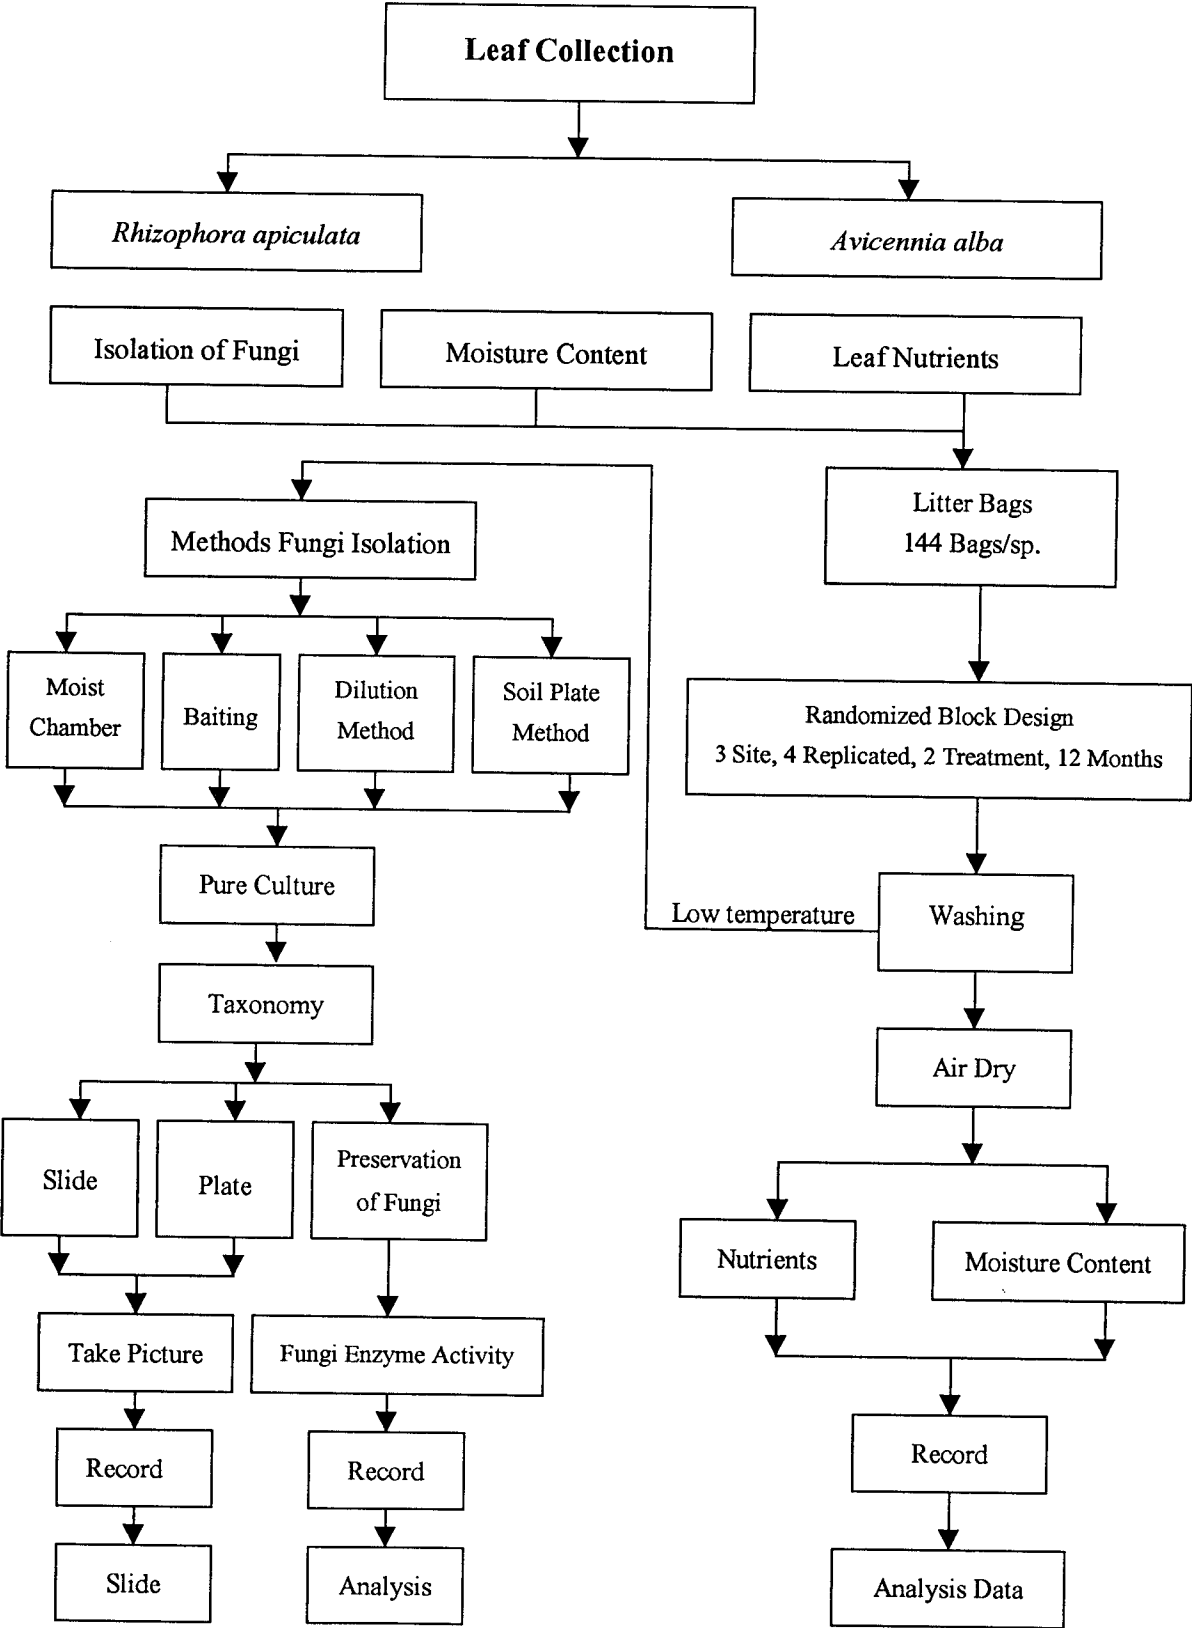 Leaf Collection
Rhizophora apiculata
Avicennia alba
Isolation of Fungi
Moisture Content
Leaf Nutrients
Litter Bags
144 Bags/sp.
Methods Fungi Isolation
Moist
Chamber
Baiting
Dilution
Method
Soil Plate
Method
Randomized Block Design
3 Site, 4 Replicated, 2 Treatment, 12 Months
Pure Culture
Low temperature
Washing
Taxonomy
Air Dry
Slide
Plate
Preservation
of Fungi
Nutrients
Moisture Content
Take Picture
Fungi Enzyme Activity
Record
Record
Record
Slide
Analysis
Analysis Data